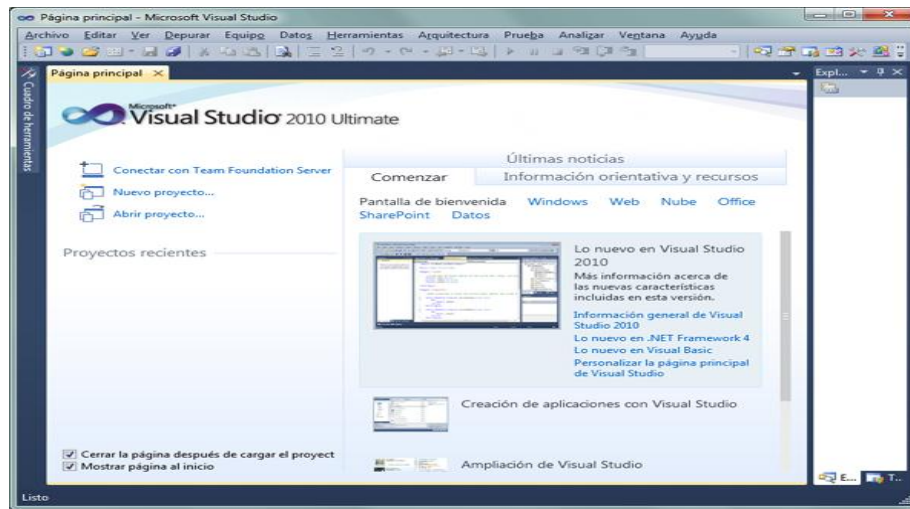 Página principal - Microsoft Visual Studio
Archivo Editar Ver Depurar Equipo Datos Herramientas Arquitectura Prueba Analizar Ventana Ayuda
Cuadro de herramientas
Página principal
Expl...
Microsoft
Visual Studio 2010 Ultimate
Conectar con Team Foundation Server
Nuevo proyecto...
Abrir proyecto...
Proyectos recientes
Cerrar la página después de cargar el proyect
Mostrar página al inicio
Últimas noticias
Comenzar Información orientativa y recursos
Pantalla de bienvenida Windows Web Nube Office
SharePoint Datos
Lo nuevo en Visual Studio
2010
Más información acerca de
las nuevas características
incluidas en esta versión.
Información general de Visual
Studio 2010
Lo nuevo en .NET Framework 4
Lo nuevo en Visual Basic
Personalizar la página principal
de Visual Studio
Creación de aplicaciones con Visual Studio
Ampliación de Visual Studio
E... T...
Listo